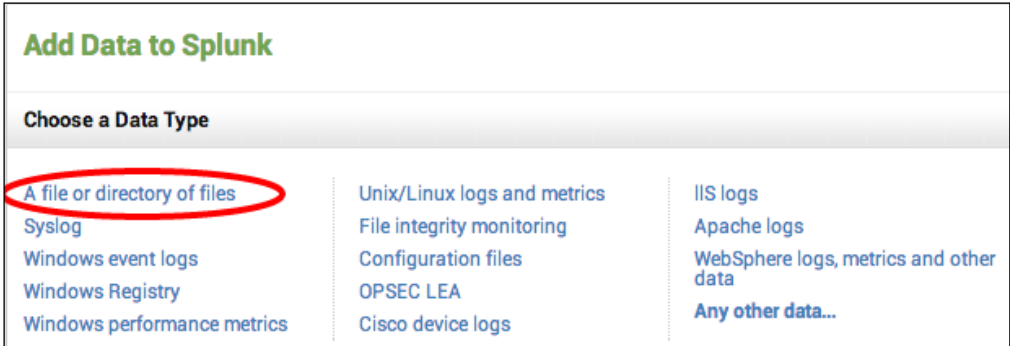 Add Data to Splunk
Choose a Data Type
A file or directory of files
Syslog
Windows event logs
Windows Registry
Windows performance metrics
Unix/Linux logs and metrics
File integrity monitoring
Configuration files
OPSEC LEA
Cisco device logs
IIS logs
Apache logs
WebSphere logs, metrics and other
data
Any other data...